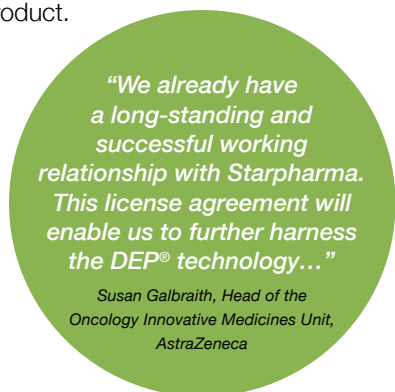 roduct.
“We already have
a long-standing and
successful working
relationship with Starpharma.
This license agreement will
enable us to further harness
the DEP® technology…”
Susan Galbraith, Head of the
Oncology Innovative Medicines Unit,
AstraZeneca